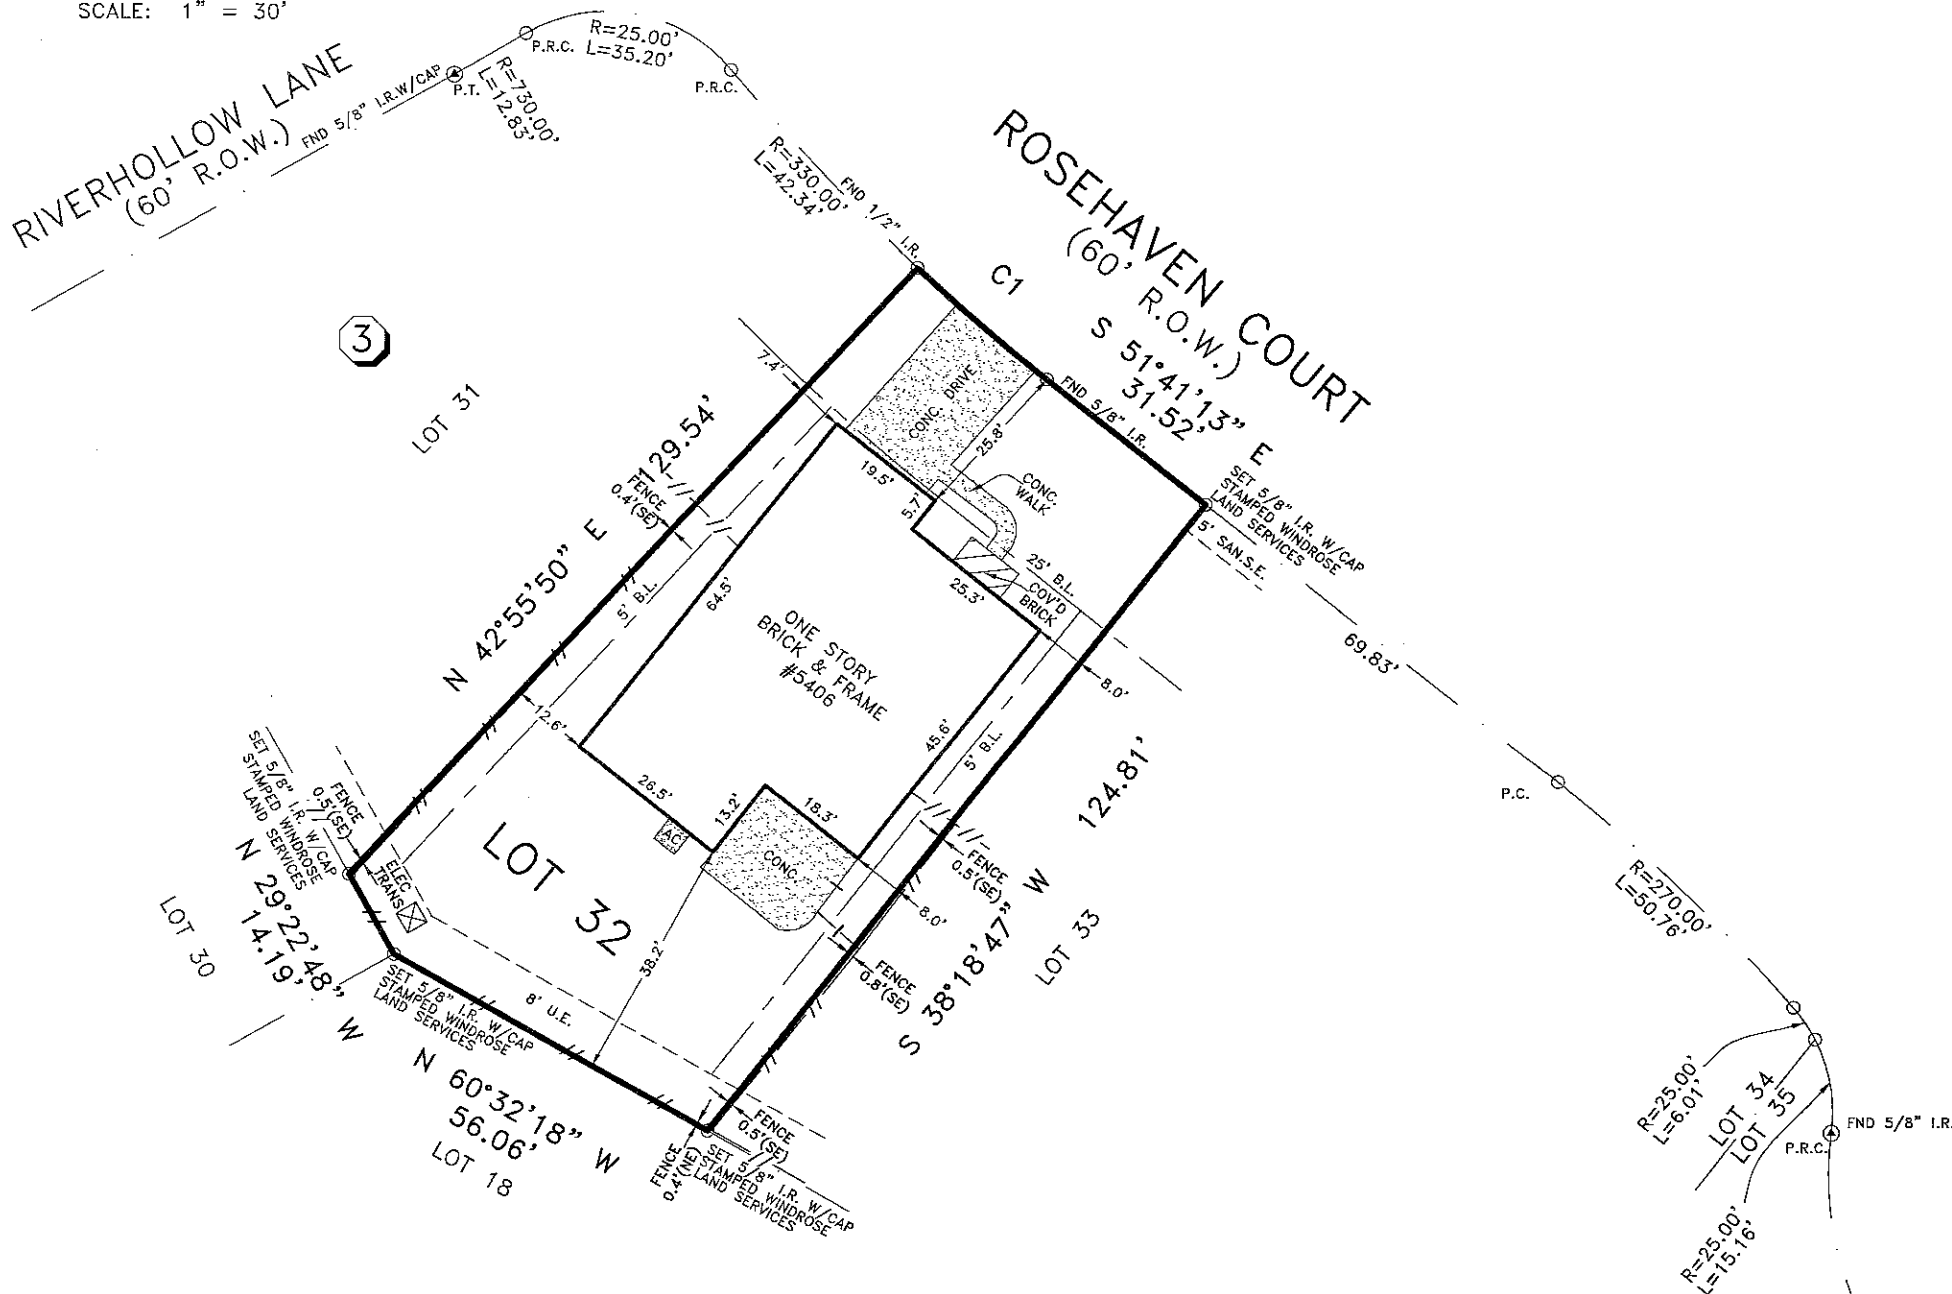 SCALE: 1" = 30'
RIVERHOLLOW LANE
(60' R.O.W.)
FND 5/8" I.R.W/CAP
P.T.
R=730.00'
L=12.83'
P.R.C.
R=25.00'
L=35.20'
P.R.C.
R=330.00'
L=42.34'
FND 1/2" I.R.
ROSEHAVEN COURT
(60' R.O.W.)
C1
S 51°41'13" E
31.52'
FND 5/8" I.R.
3
LOT 31
7.4'
CONC. DRIVE
25.8'
19.5'
5.7'
CONC.
WALK
SET 5/8" I.R. W/CAP
STAMPED WINDROSE
LAND SERVICES
5' SAN.S.E.
25' B.L.
COV'D
BRICK
25.3'
129.54'
N 42°55'50" E
FENCE
0.4'(SE)
5' B.L.
64.5'
ONE STORY
BRICK & FRAME
#5406
8.0'
69.83'
12.6'
45.6'
5' B.L.
26.5'
13.2'
18.3'
AC
CONC.
124.81'
S 38°18'47" W
FENCE
0.5'(SE)
8.0'
LOT 33
FENCE
0.8'(SE)
P.C.
SET 5/8" I.R. W/CAP
STAMPED WINDROSE
LAND SERVICES
FENCE
0.5'(SE)
ELEC
TRANS
LOT 32
N 29°22'48" W
14.19'
LOT 30
38.2'
8' U.E.
SET 5/8" I.R. W/CAP
STAMPED WINDROSE
LAND SERVICES
N 60°32'18" W
56.06'
LOT 18
FENCE
0.5'(SE)
FENCE
0.4'(NE)
SET 5/8" I.R. W/CAP
STAMPED WINDROSE
LAND SERVICES
R=270.00'
L=50.76'
R=25.00'
L=6.01'
LOT 34
LOT 35
P.R.C.
FND 5/8" I.R.
R=25.00'
L=15.16'